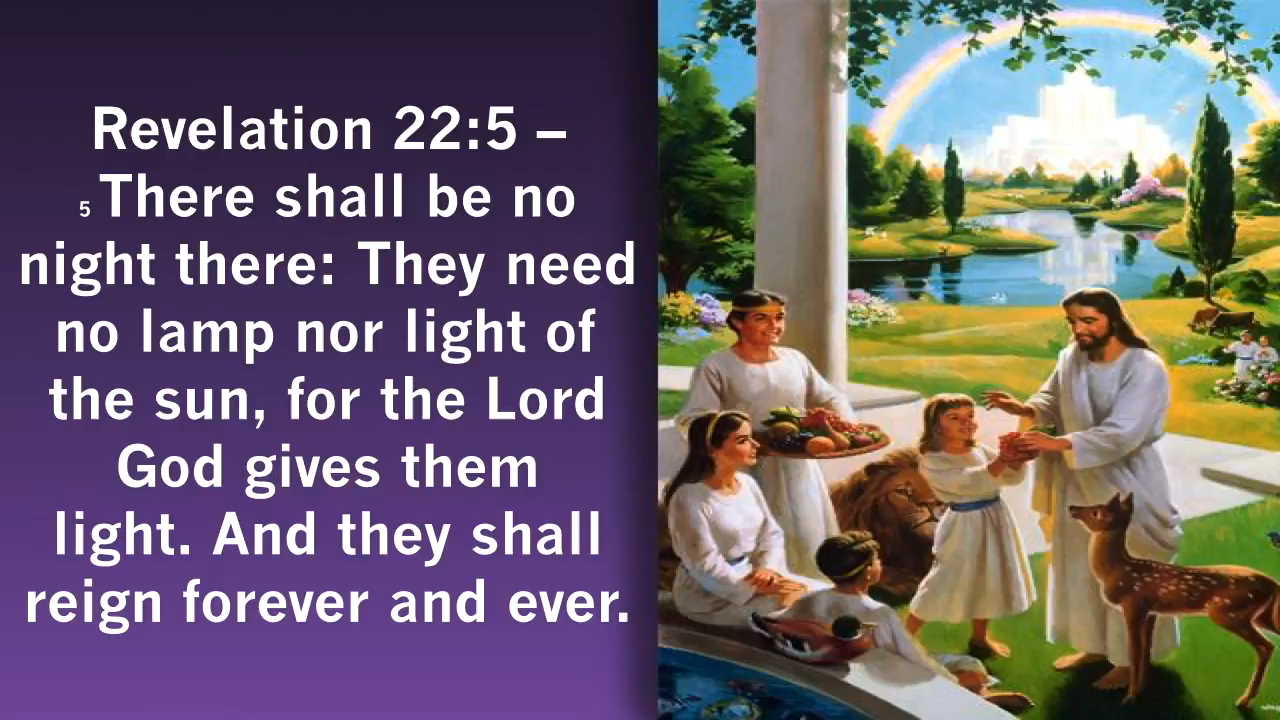 Revelation 22:5 –
5 There shall be no
night there: They need
no lamp nor light of
the sun, for the Lord
God gives them
light. And they shall
reign forever and ever.